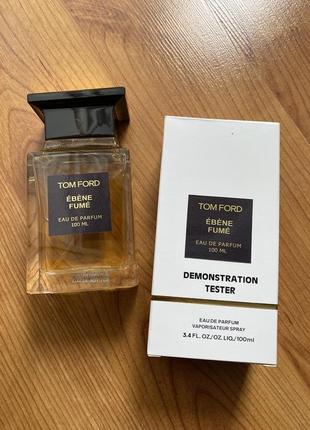 TOM FORD
ÉBÈNE
FUMÉ
EAU DE PARFUM
100 ML
TOM FORD
ÉBÈNE
FUMÉ
EAU DE PARFUM
100 ML
DEMONSTRATION
TESTER
EAU DE PARFUM
VAPORISATEUR SPRAY
3.4 FL. OZ./OZ. LIQ./100ml